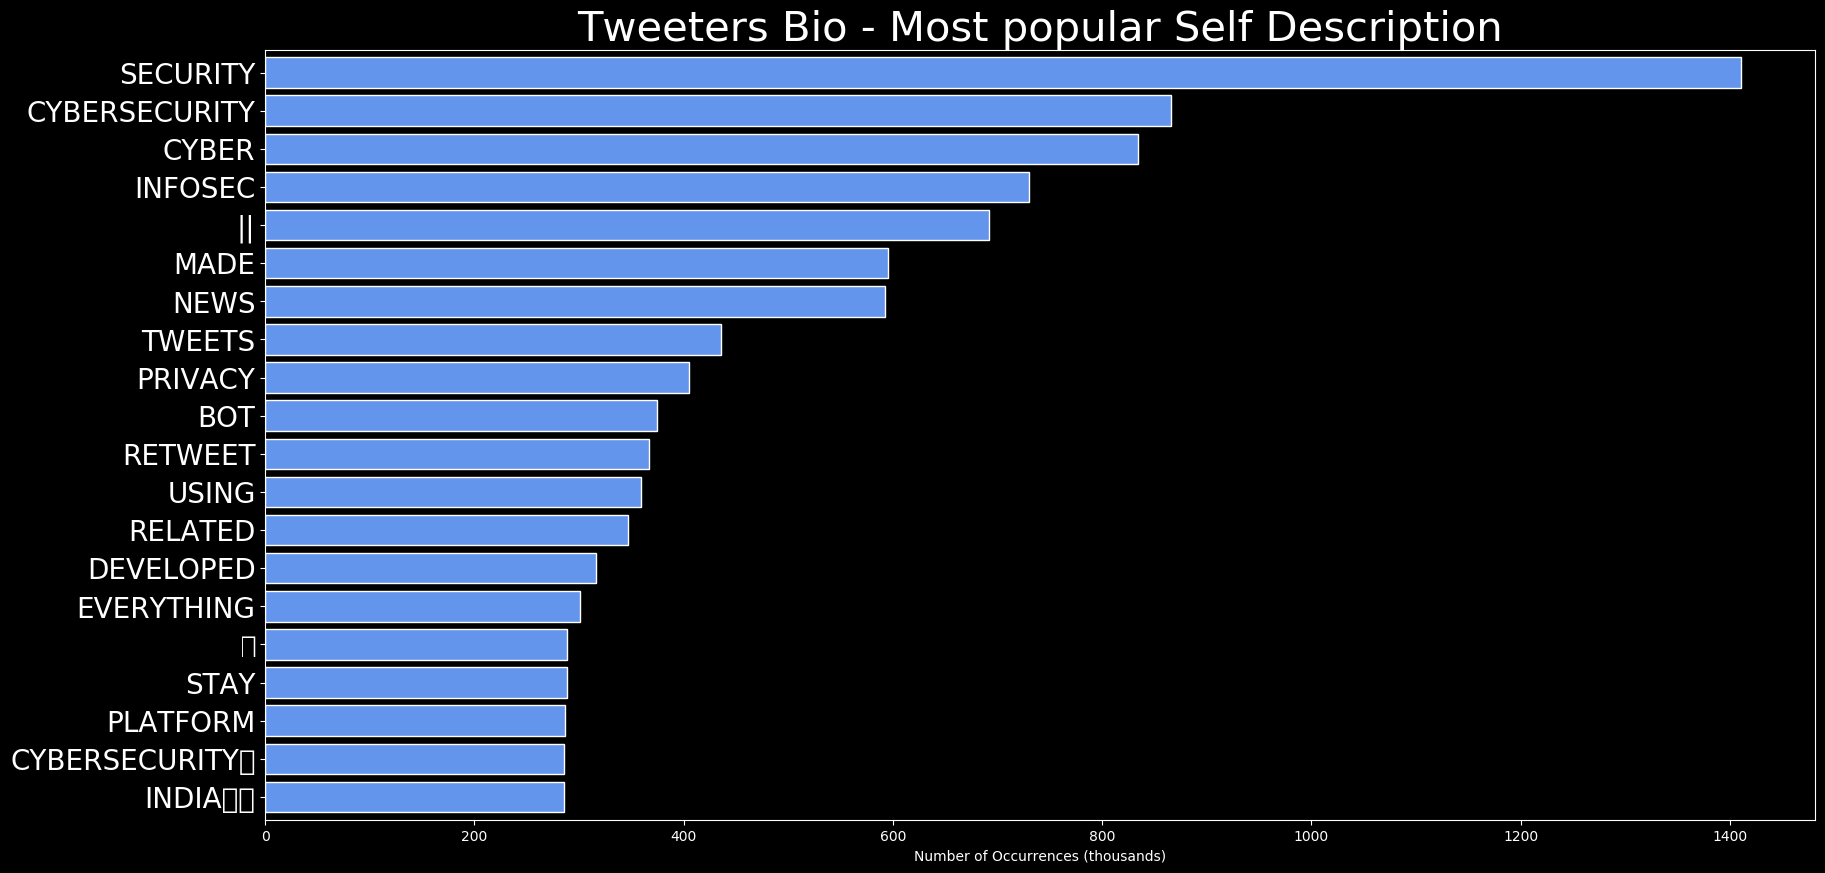 Tweeters Bio - Most popular Self Description
SECURITY
CYBERSECURITY
CYBER
INFOSEC
||
MADE
NEWS
TWEETS
PRIVACY
BOT
RETWEET
USING
RELATED
DEVELOPED
EVERYTHING
▯
STAY
PLATFORM
CYBERSECURITY▯
INDIA▯▯
0 200 400 600 800 1000 1200 1400
Number of Occurrences (thousands)